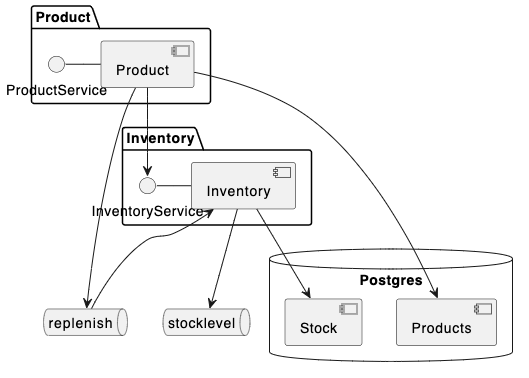 Product
Product
ProductService
Inventory
Inventory
InventoryService
Postgres
replenish
stocklevel
Stock
Products